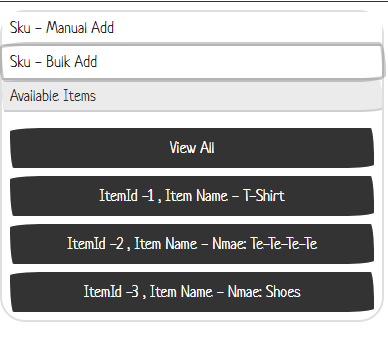 Sku - Manual Add
Sku - Bulk Add
Available Items
View All
ItemId -1 , Item Name - T-Shirt
ItemId -2 , Item Name - Nmae: Te-Te-Te-Te
ItemId -3 , Item Name - Nmae: Shoes